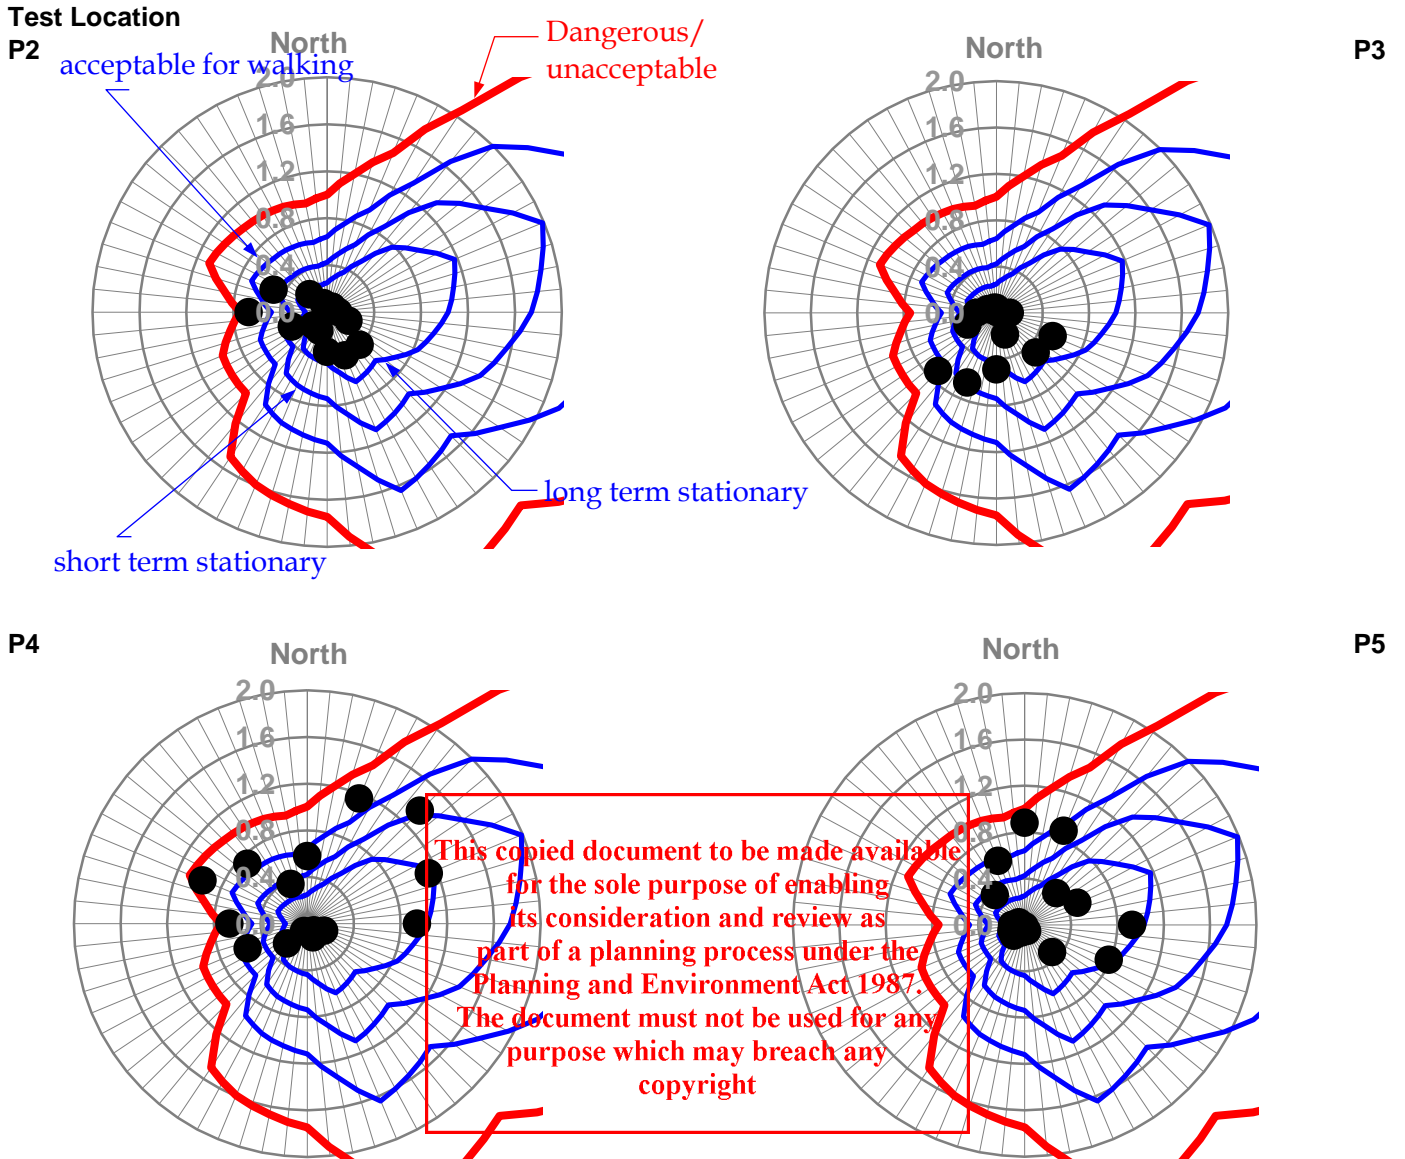 Test Location
P2
North
acceptable for walking
Dangerous/
unacceptable
2.0
1.6
1.2
0.8
0.4
0.0
long term stationary
short term stationary
North
P3
2.0
1.6
1.2
0.8
0.4
0.0
P4
North
2.0
1.6
1.2
0.8
0.4
0.0
North
P5
2.0
1.6
1.2
0.8
0.4
0.0
This copied document to be made available
for the sole purpose of enabling
its consideration and review as
part of a planning process under the
Planning and Environment Act 1987.
The document must not be used for any
purpose which may breach any
copyright